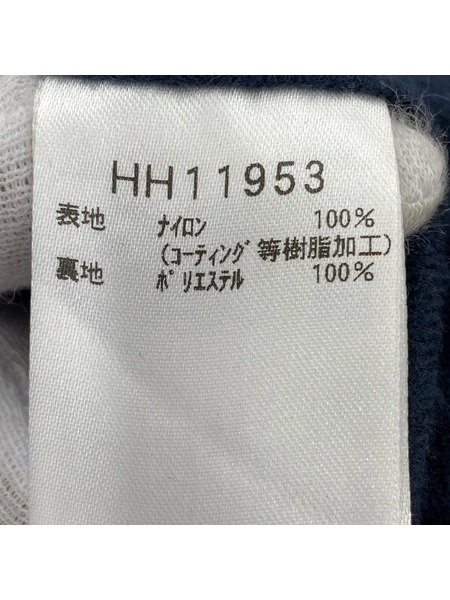 HH11953
表地 ナイロン 100%
(コーティング等樹脂加工)
裏地 ポリエステル 100%